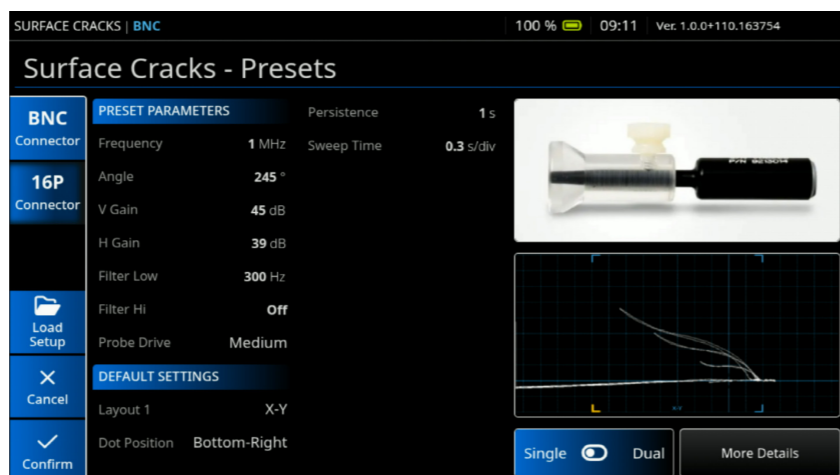 SURFACE CRACKS | BNC
100 % 09:11 Ver. 1.0.0+110.163754
Surface Cracks - Presets
BNC
Connector
16P
Connector
Load
Setup
Cancel
Confirm
PRESET PARAMETERS
Frequency 1 MHz
Angle 245 °
V Gain 45 dB
H Gain 39 dB
Filter Low 300 Hz
Filter Hi Off
Probe Drive Medium
DEFAULT SETTINGS
Layout 1 X-Y
Dot Position Bottom-Right
Persistence 1 s
Sweep Time 0.3 s/div
P/N 9213014
X-Y
Single Dual
More Details